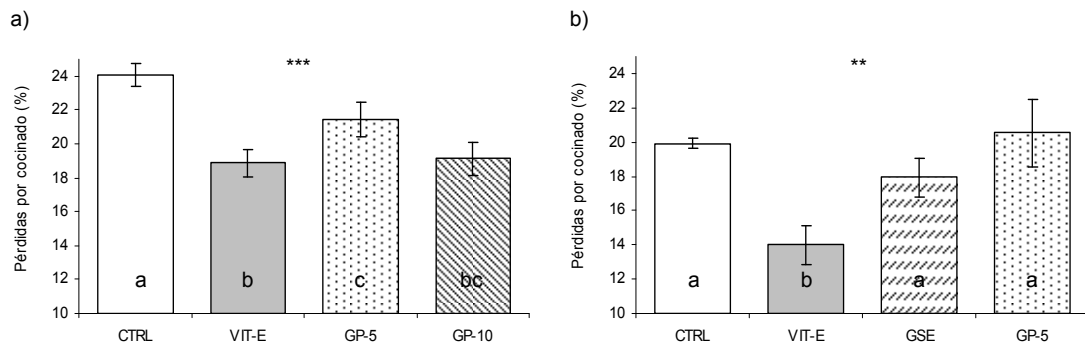 a)
***
Pérdidas por cocinado (%)
24
22
20
18
16
14
12
10
a
b
c
bc
CTRL
VIT-E
GP-5
GP-10
b)
**
Pérdidas por cocinado (%)
24
22
20
18
16
14
12
10
a
b
a
a
CTRL
VIT-E
GSE
GP-5